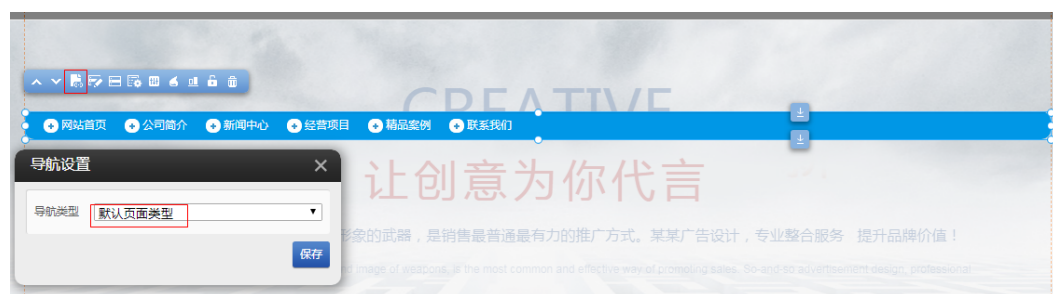 CREATIVE
网站首页 公司简介 新闻中心 经营项目 精品案例 联系我们
导航设置
让创意为你代言
导航类型 默认页面类型
形象的武器，是销售最普通最有力的推广方式。某某广告设计，专业整合服务 提升品牌价值！
保存
nd image of weapons, is the most common and effective way of promoting sales. So-and-so advertisement design, professional